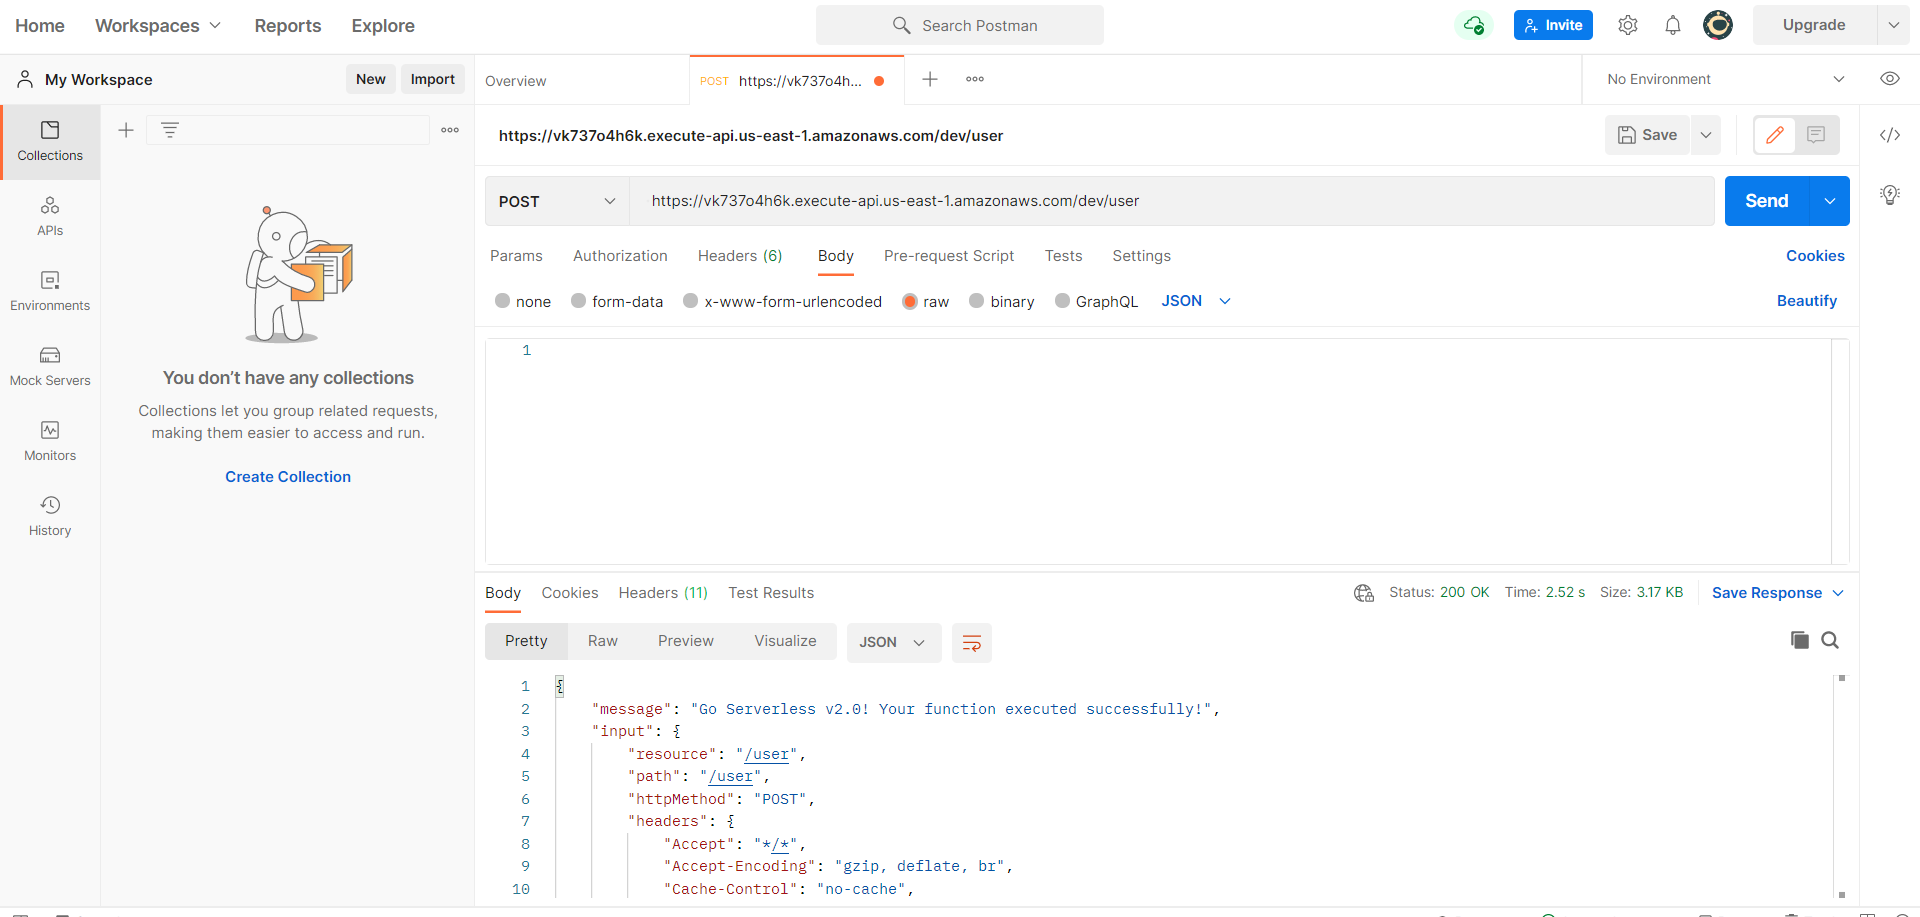 Home Workspaces Reports Explore Search Postman Invite Upgrade
My Workspace New Import Overview POST https://vk737o4h... No Environment
Collections
APIs
Environments
Mock Servers
Monitors
History
You don’t have any collections
Collections let you group related requests,
making them easier to access and run.
Create Collection
https://vk737o4h6k.execute-api.us-east-1.amazonaws.com/dev/user Save
POST https://vk737o4h6k.execute-api.us-east-1.amazonaws.com/dev/user Send
Params Authorization Headers (6) Body Pre-request Script Tests Settings Cookies
none form-data x-www-form-urlencoded raw binary GraphQL JSON Beautify
1
Body Cookies Headers (11) Test Results Status: 200 OK Time: 2.52 s Size: 3.17 KB Save Response
Pretty Raw Preview Visualize JSON
1 {
2 "message": "Go Serverless v2.0! Your function executed successfully!",
3 "input": {
4 "resource": "/user",
5 "path": "/user",
6 "httpMethod": "POST",
7 "headers": {
8 "Accept": "*/*",
9 "Accept-Encoding": "gzip, deflate, br",
10 "Cache-Control": "no-cache",